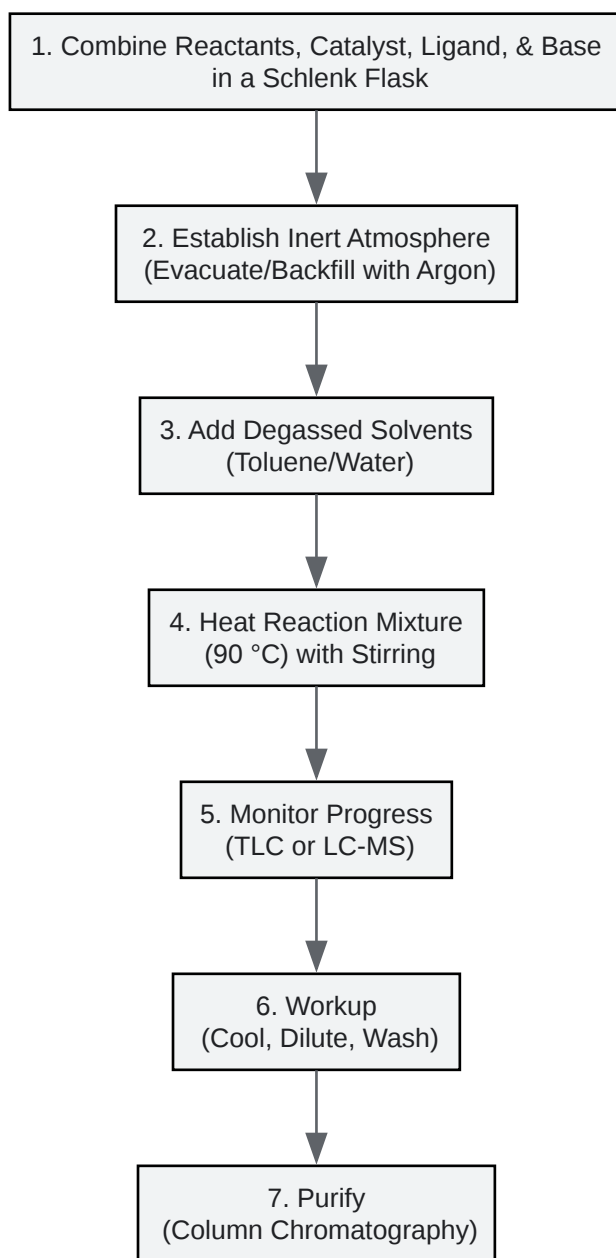 1. Combine Reactants, Catalyst, Ligand, & Base
in a Schlenk Flask
2. Establish Inert Atmosphere
(Evacuate/Backfill with Argon)
3. Add Degassed Solvents
(Toluene/Water)
4. Heat Reaction Mixture
(90 °C) with Stirring
5. Monitor Progress
(TLC or LC-MS)
6. Workup
(Cool, Dilute, Wash)
7. Purify
(Column Chromatography)